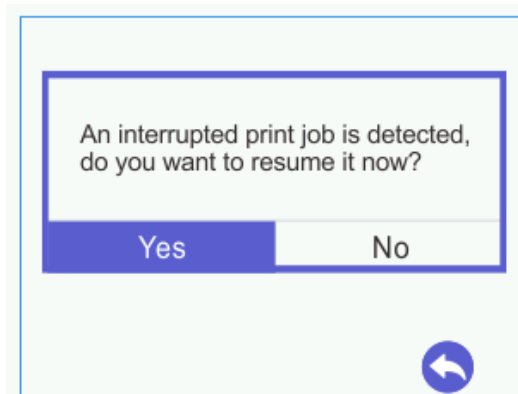 An interrupted print job is detected,
do you want to resume it now?
Yes
No